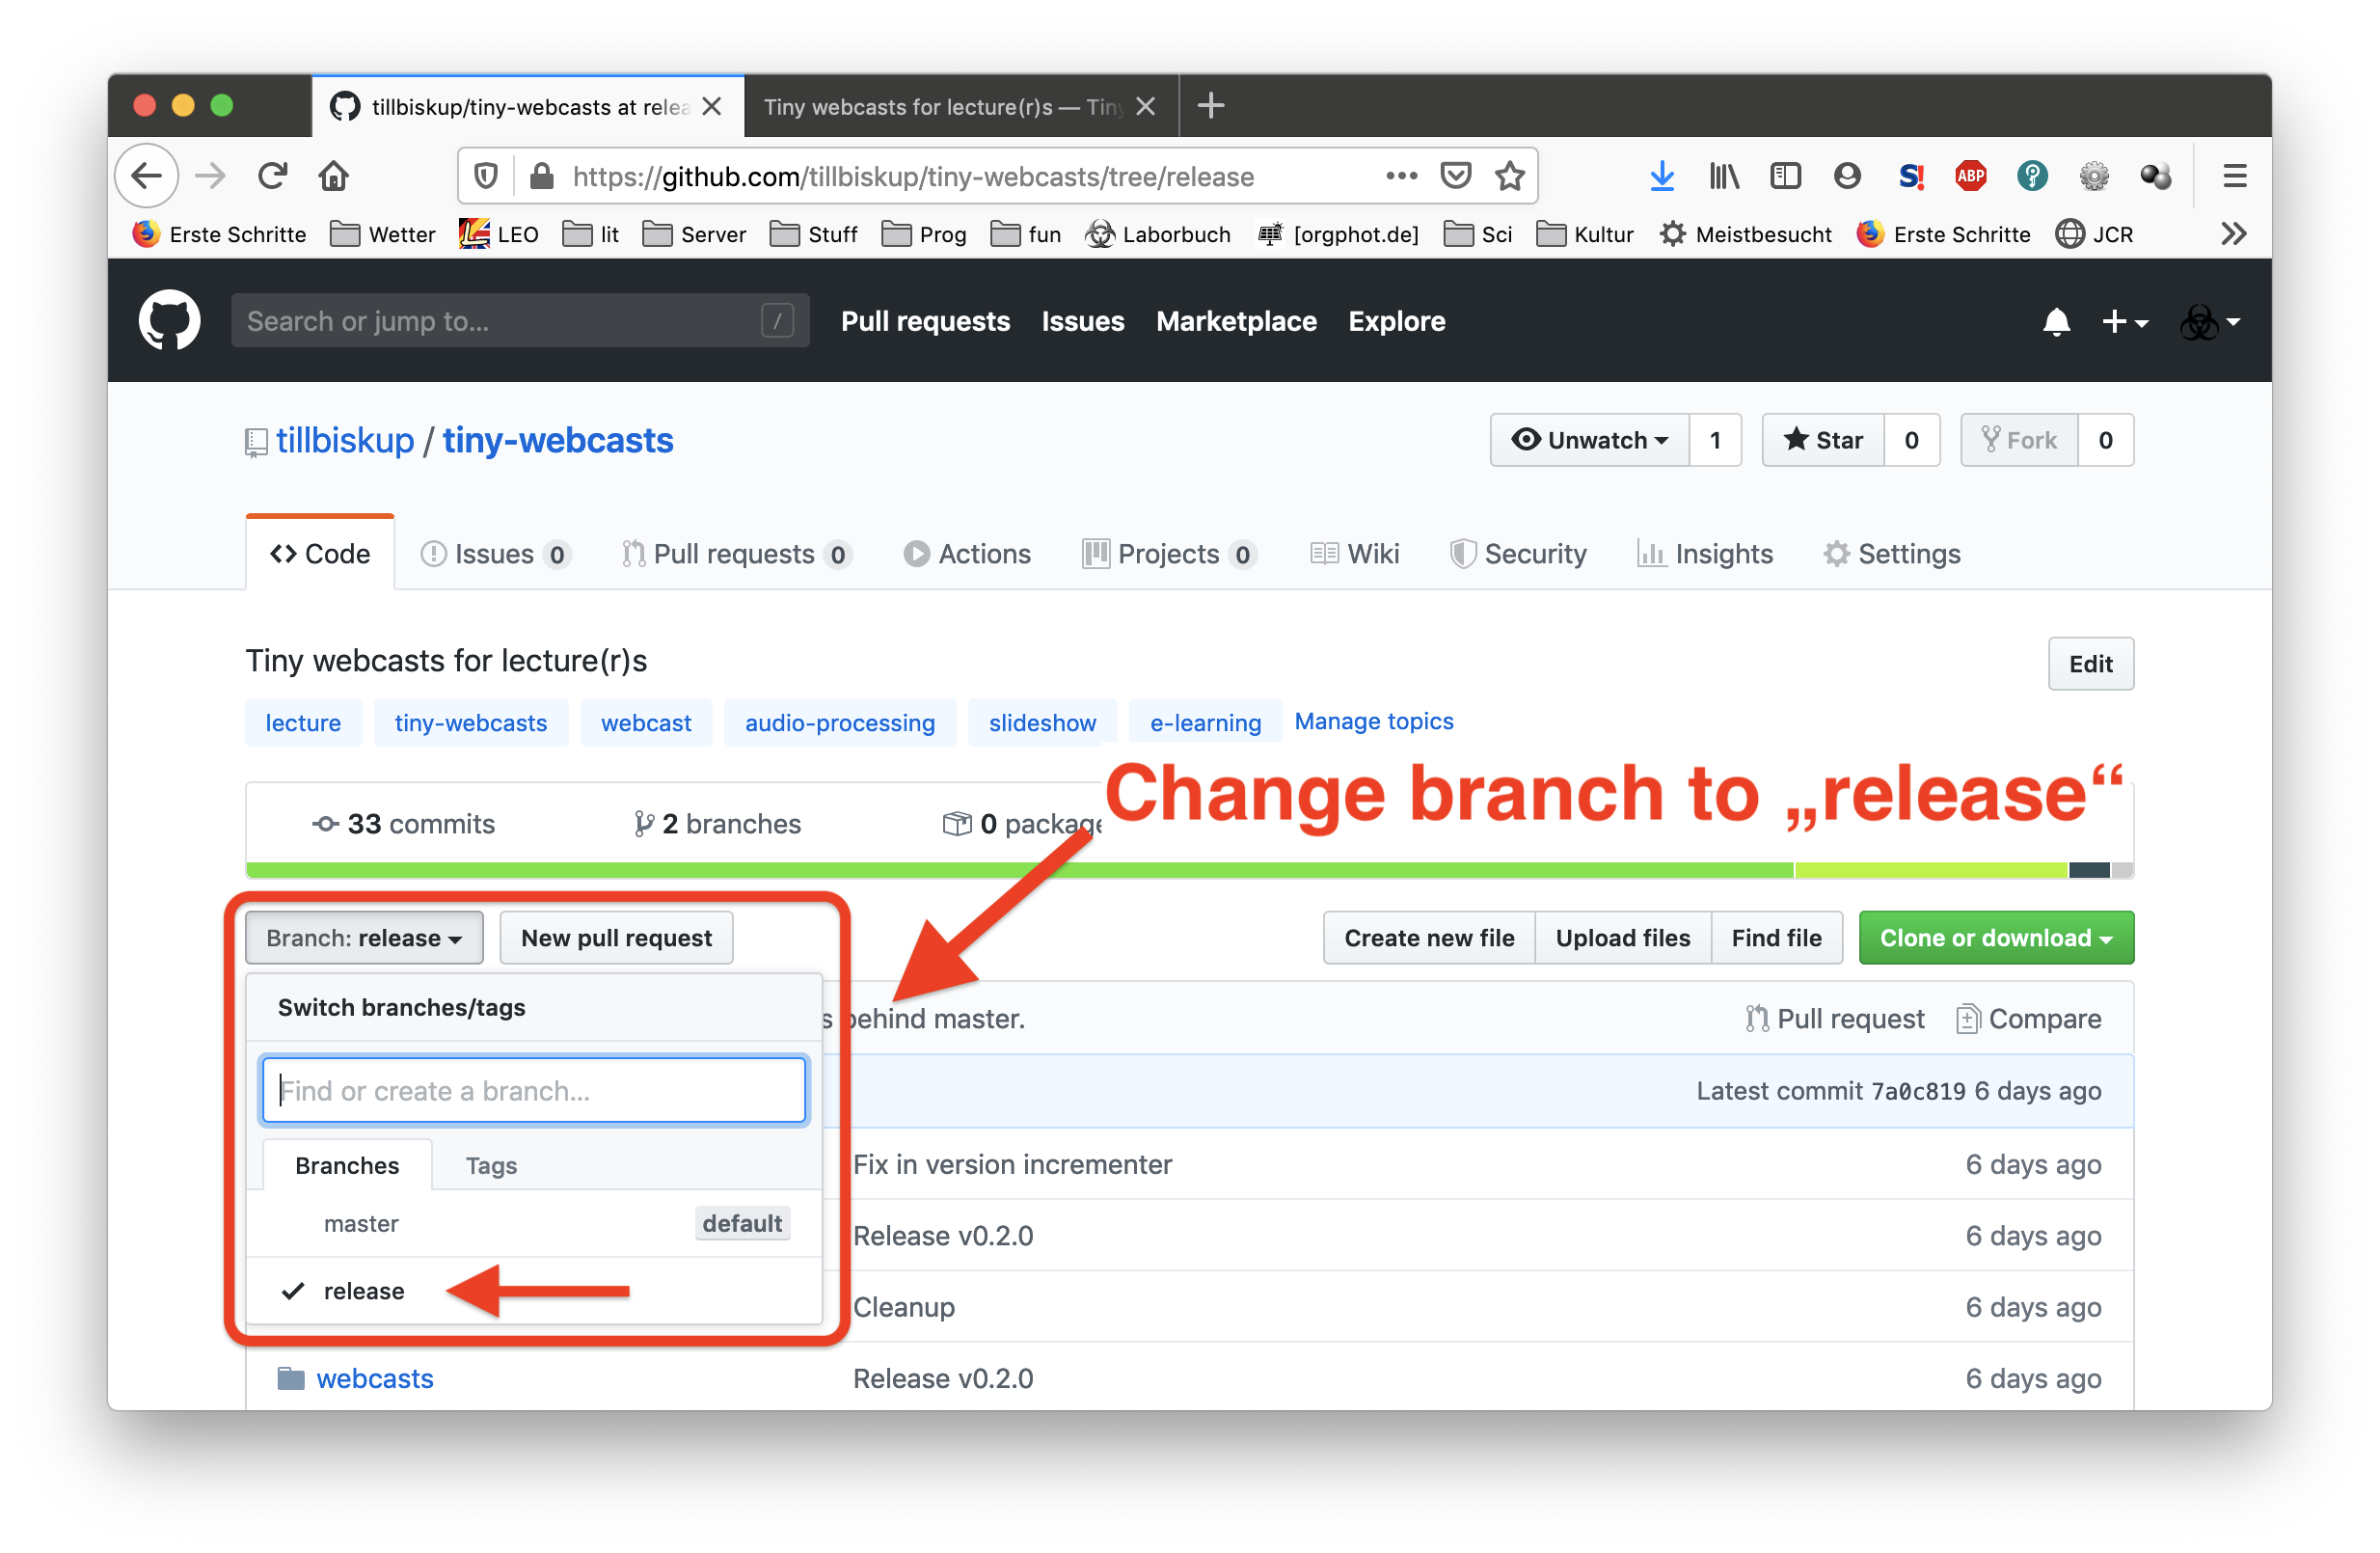 tillbiskup/tiny-webcasts at relea
Tiny webcasts for lecture(r)s — Tiny
https://github.com/tillbiskup/tiny-webcasts/tree/release
S!
ABP
Erste Schritte Wetter LEO lit Server Stuff Prog fun Laborbuch [orgphot.de] Sci Kultur Meistbesucht Erste Schritte JCR
Search or jump to... /
Pull requests Issues Marketplace Explore
tillbiskup / tiny-webcasts
Unwatch 1 Star 0 Fork 0
Code Issues 0 Pull requests 0 Actions Projects 0 Wiki Security Insights Settings
Tiny webcasts for lecture(r)s
Edit
lecture tiny-webcasts webcast audio-processing slideshow e-learning Manage topics
Change branch to „release“
33 commits 2 branches 0 package
Branch: release New pull request Create new file Upload files Find file Clone or download
Switch branches/tags
s behind master. Pull request Compare
Find or create a branch...
Latest commit 7a0c819 6 days ago
Branches Tags
Fix in version incrementer 6 days ago
master default
Release v0.2.0 6 days ago
release
Cleanup 6 days ago
webcasts Release v0.2.0 6 days ago